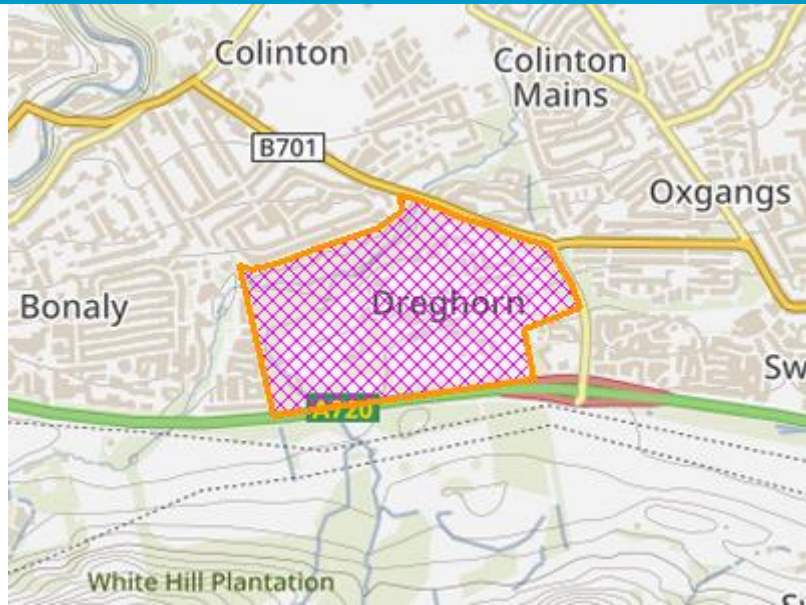 Colinton
Colinton
Mains
B701
Oxgangs
Bonaly
Dreghorn
Sw
A720
White Hill Plantation